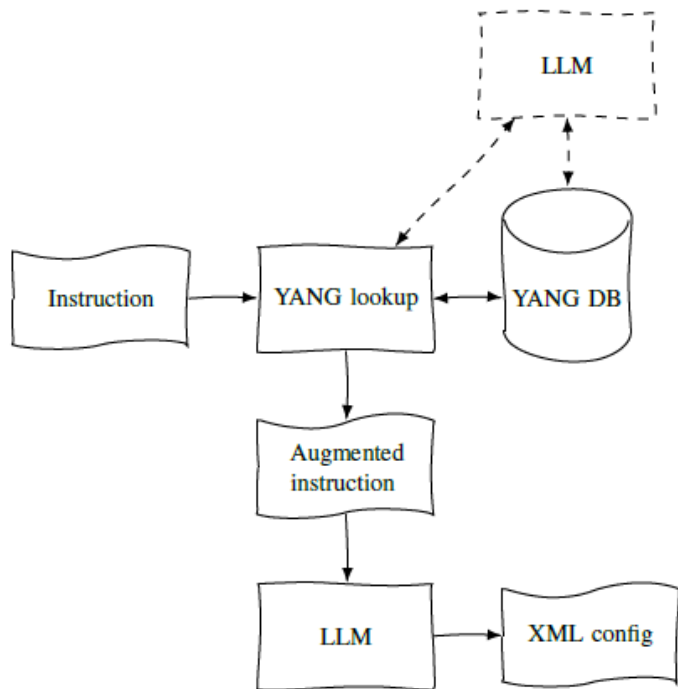 LLM
Instruction
YANG lookup
YANG DB
Augmented
instruction
LLM
XML config